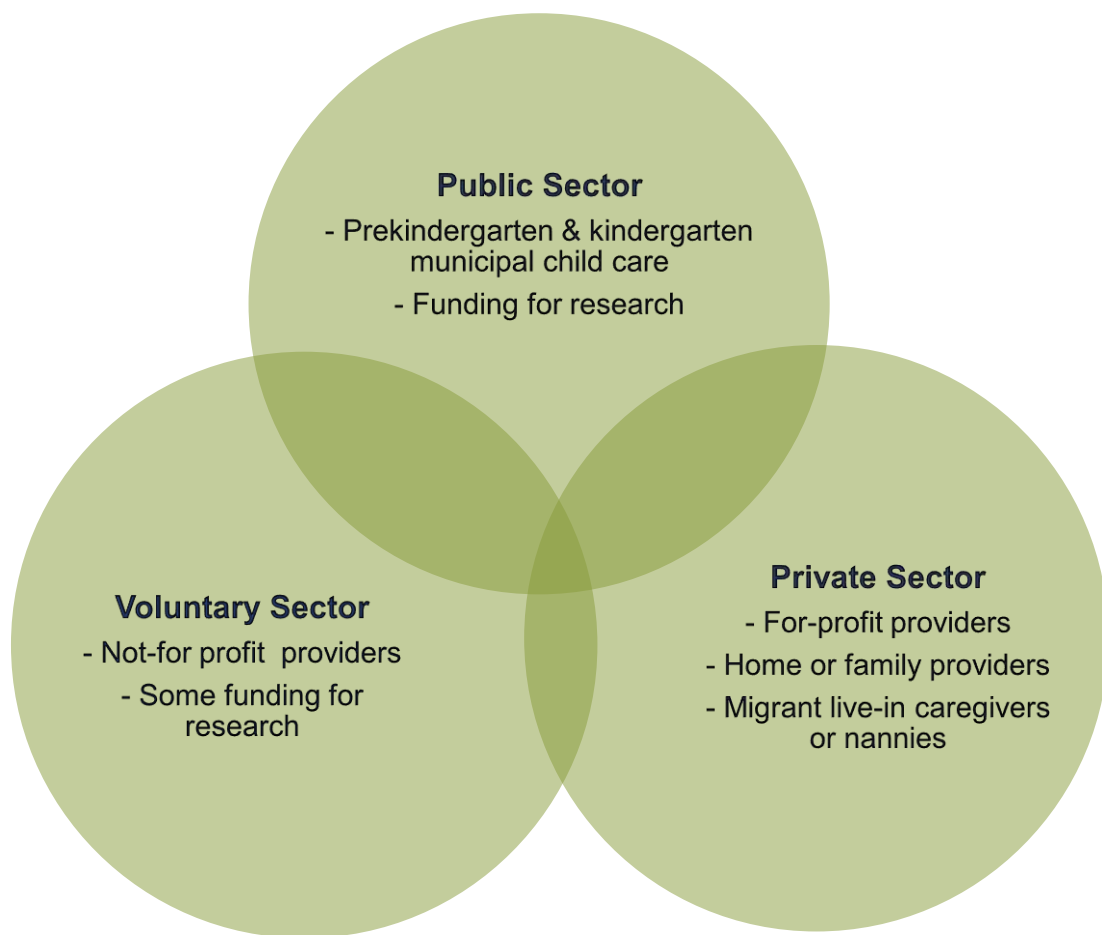 Public Sector
- Prekindergarten & kindergarten
municipal child care
- Funding for research
Voluntary Sector
- Not-for profit  providers
- Some funding for
research
Private Sector
- For-profit providers
- Home or family providers
- Migrant live-in caregivers
or nannies